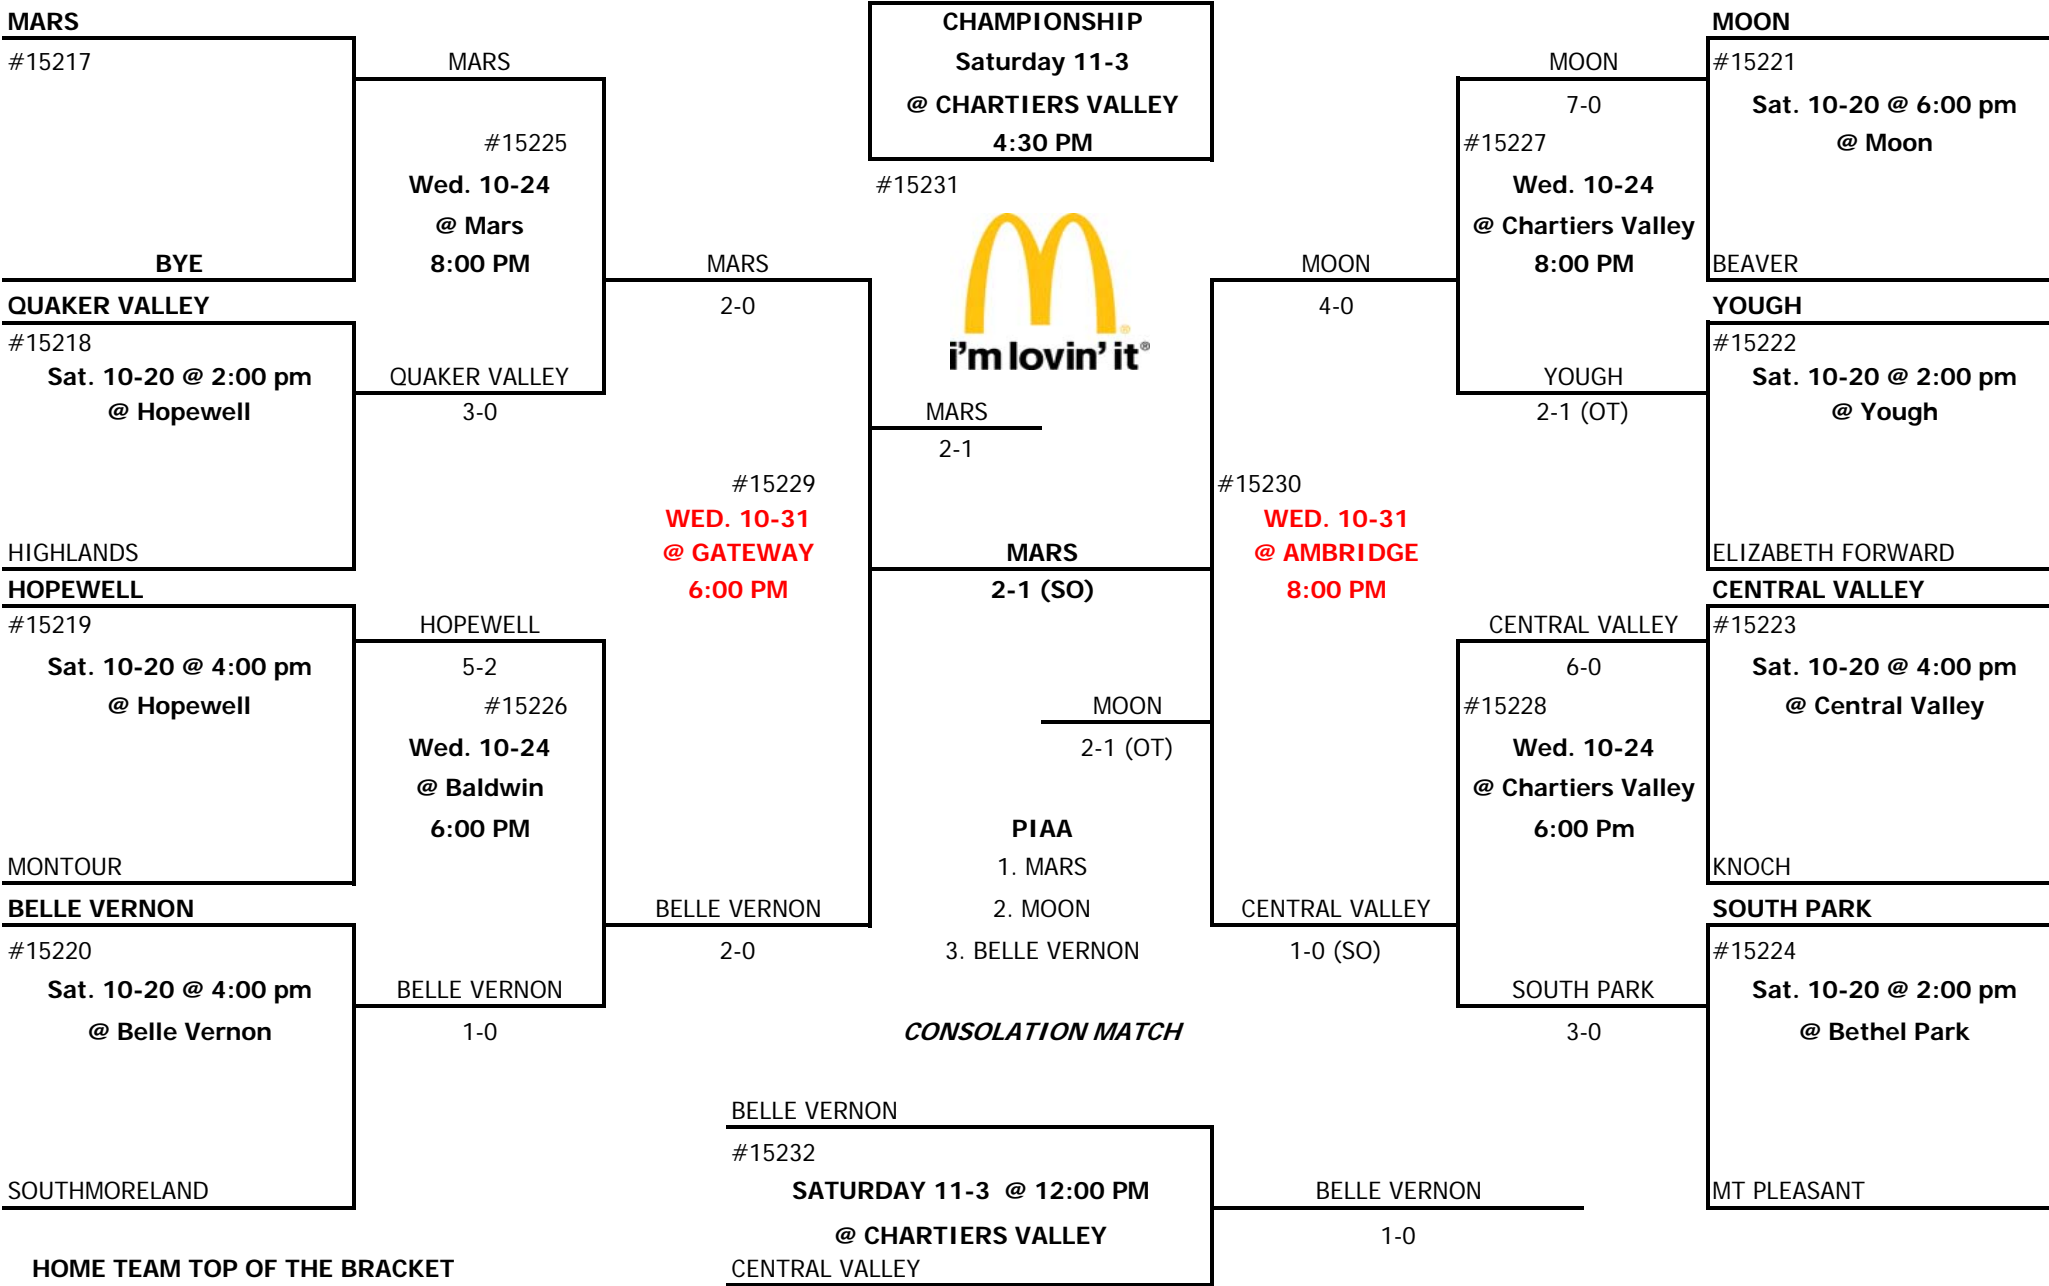 MARS
#15217
BYE
QUAKER VALLEY
#15218
Sat. 10-20 @ 2:00 pm
@ Hopewell
HIGHLANDS
HOPEWELL
#15219
Sat. 10-20 @ 4:00 pm
@ Hopewell
MONTOUR
BELLE VERNON
#15220
Sat. 10-20 @ 4:00 pm
@ Belle Vernon
SOUTHMORELAND
HOME TEAM TOP OF THE BRACKET
MARS
#15225
Wed. 10-24
@ Mars
8:00 PM
QUAKER VALLEY
3-0
HOPEWELL
5-2
#15226
Wed. 10-24
@ Baldwin
6:00 PM
BELLE VERNON
1-0
MARS
2-0
#15229
WED. 10-31
@ GATEWAY
6:00 PM
BELLE VERNON
2-0
CHAMPIONSHIP
Saturday 11-3
@ CHARTIERS VALLEY
4:30 PM
#15231
i'm lovin' it®
MARS
2-1
MARS
2-1 (SO)
MOON
2-1 (OT)
PIAA
1. MARS
2. MOON
3. BELLE VERNON
CONSOLATION MATCH
BELLE VERNON
#15232
SATURDAY 11-3 @ 12:00 PM
@ CHARTIERS VALLEY
CENTRAL VALLEY
BELLE VERNON
1-0
MOON
4-0
#15230
WED. 10-31
@ AMBRIDGE
8:00 PM
CENTRAL VALLEY
1-0 (SO)
MOON
7-0
#15227
Wed. 10-24
@ Chartiers Valley
8:00 PM
YOUGH
2-1 (OT)
CENTRAL VALLEY
6-0
#15228
Wed. 10-24
@ Chartiers Valley
6:00 Pm
SOUTH PARK
3-0
MOON
#15221
Sat. 10-20 @ 6:00 pm
@ Moon
BEAVER
YOUGH
#15222
Sat. 10-20 @ 2:00 pm
@ Yough
ELIZABETH FORWARD
CENTRAL VALLEY
#15223
Sat. 10-20 @ 4:00 pm
@ Central Valley
KNOCH
SOUTH PARK
#15224
Sat. 10-20 @ 2:00 pm
@ Bethel Park
MT PLEASANT